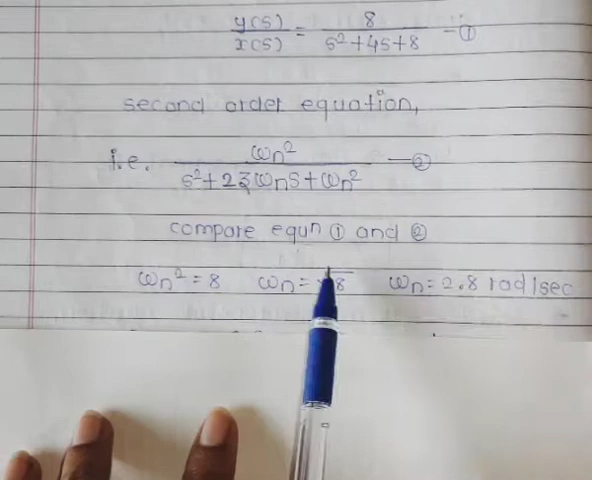 y(s)/x(s) = 8/(s²+4s+8) —①
second order equation,
i.e. ωn²/(s²+2ξωns+ωn²) —②
compare equn ① and ②
ωn² = 8 ωn = √8 ωn = 2.8 rad/sec